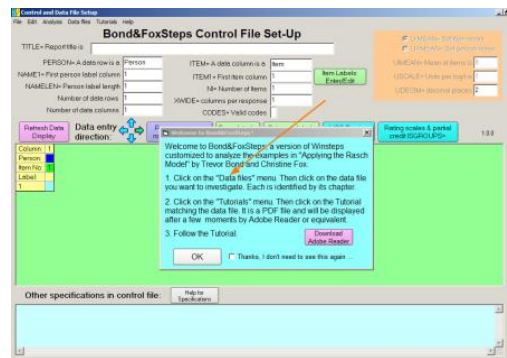 Control and Data File Setup
File Edit Analysis Data files Tutorials Help
Bond&FoxSteps Control File Set-Up
TITLE= Report title is
PERSON= A data row is a: Person
ITEM= A data column is a: Item
NAME1= First person label column 1
ITEM1 = First item column 1
Item Labels: Enter/Edit
NAMELEN= Person label length 1
NI= Number of items 1
Number of data rows 1
XWIDE= columns per response 1
Number of data columns 1
CODES= Valid codes
UMEAN= Mean of items is
USCALE= Units per logit is
UDECIM= decimal places 2
Refresh Data Display
Data entry direction:
Rating scales & partial credit ISGROUPS=
1.0.0
Welcome to Bond&FoxSteps!
Welcome to Bond&FoxSteps, a version of Winsteps
customized to analyze the examples in "Applying the Rasch
Model" by Trevor Bond and Christine Fox.
1. Click on the "Data files" menu. Then click on the data file
you want to investigate. Each is identified by its chapter.
2. Click on the "Tutorials" menu. Then click on the Tutorial
matching the data file. It is a PDF file and will be displayed
after a few moments by Adobe Reader or equivalent.
3. Follow the Tutorial.
Download
Adobe Reader
OK
Thanks, I don't need to see this again ...
Column 1
Person
Item No. 1
Label
1
Other specifications in control file:
Help for Specifications